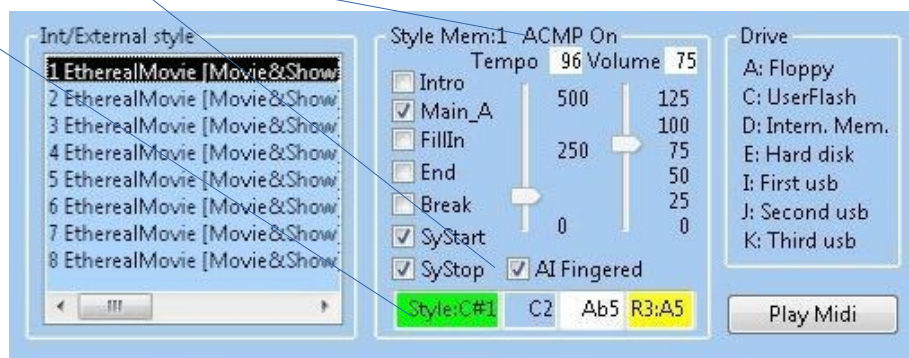 Int/External style
1 EtherealMovie [Movie&Show
2 EtherealMovie [Movie&Show
3 EtherealMovie [Movie&Show
4 EtherealMovie [Movie&Show
5 EtherealMovie [Movie&Show
6 EtherealMovie [Movie&Show
7 EtherealMovie [Movie&Show
8 EtherealMovie [Movie&Show
Style Mem:1 ACMP On
Tempo 96 Volume 75
Intro
Main_A
FillIn
End
Break
SyStart
SyStop
500
250
0
125
100
75
50
25
0
AI Fingered
Style:C#1 C2 Ab5 R3:A5
Drive
A: Floppy
C: UserFlash
D: Intern. Mem.
E: Hard disk
I: First usb
J: Second usb
K: Third usb
Play Midi